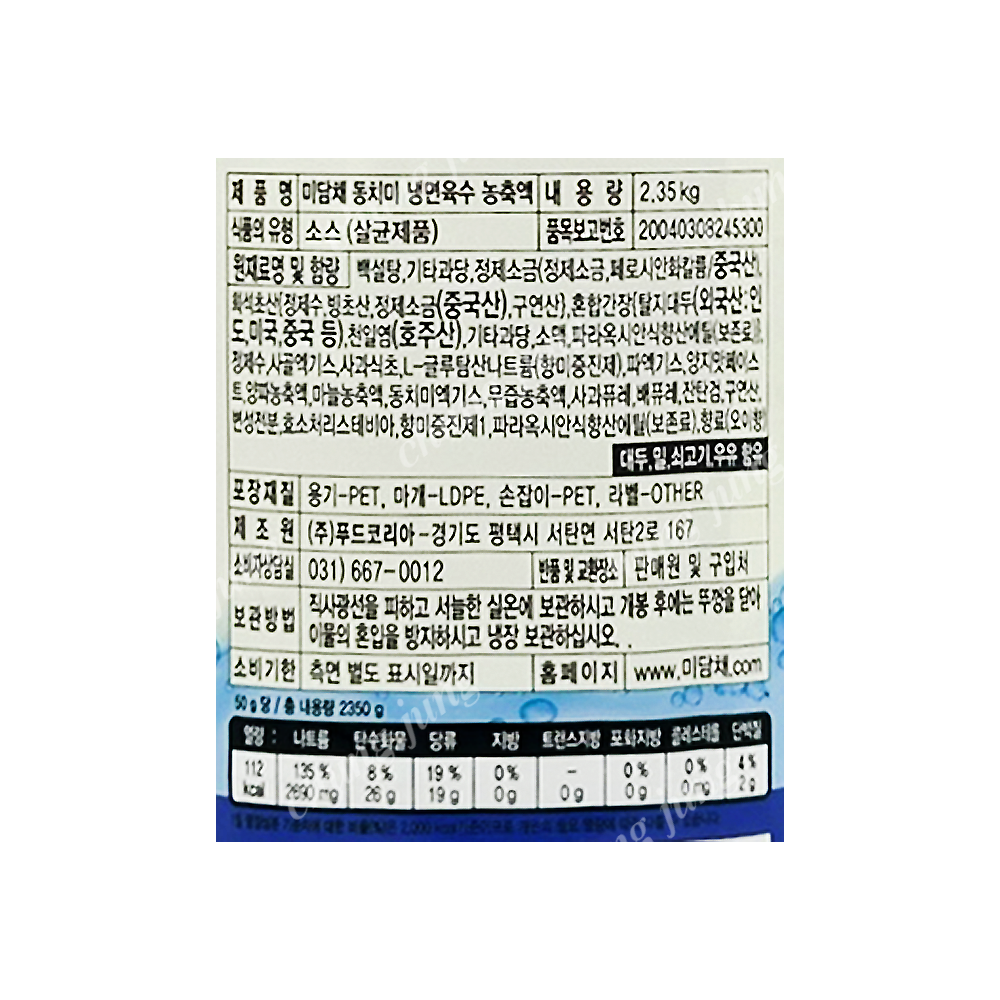 제 품 명 미담채 동치미 냉면육수 농축액 내 용 량 2.35kg
식품의 유형 소스 (살균제품) 품목보고번호 20040308245300
원재료명 및 함량 백설탕,기타과당,정제소금(정제소금,페로시안화칼륨/중국산),
희석초산{정제수,빙초산,정제소금(중국산),구연산},혼합간장{탈지대두(외국산:인
도,미국,중국 등),천일염(호주산),기타과당,소맥,파라옥시안식향산에틸(보존료)},
정제수,사골엑기스,사과식초,L-글루탐산나트륨(향미증진제),파엑기스,양지맛페이스
트,양파농축액,마늘농축액,동치미엑기스,무즙농축액,사과퓨레,배퓨레,잔탄검,구연산,
변성전분,효소처리스테비아,향미증진제1,파라옥시안식향산에틸(보존료),향료(오이향)
대두,밀,쇠고기,우유 함유
포장재질 용기-PET, 마개-LDPE, 손잡이-PET, 라벨-OTHER
제 조 원 (주)푸드코리아-경기도 평택시 서탄면 서탄2로 167
소비자상담실 031) 667-0012 반품 및 교환장소 판매원 및 구입처
보관방법 직사광선을 피하고 서늘한 실온에 보관하시고 개봉 후에는 뚜껑을 닫아
이물의 혼입을 방지하시고 냉장 보관하십시오.
소비기한 측면 별도 표시일까지 홈페이지 www.미담채.com
50g당/총 내용량 2350 g
열량 : 나트륨 탄수화물 당류 지방 트랜스지방 포화지방 콜레스테롤 단백질
112 135 % 8 % 19 % 0% - 0 % 0 % 4 %
kcal 2690 mg 26 g 19 g 0g 0g 0g 0 mg 2 g